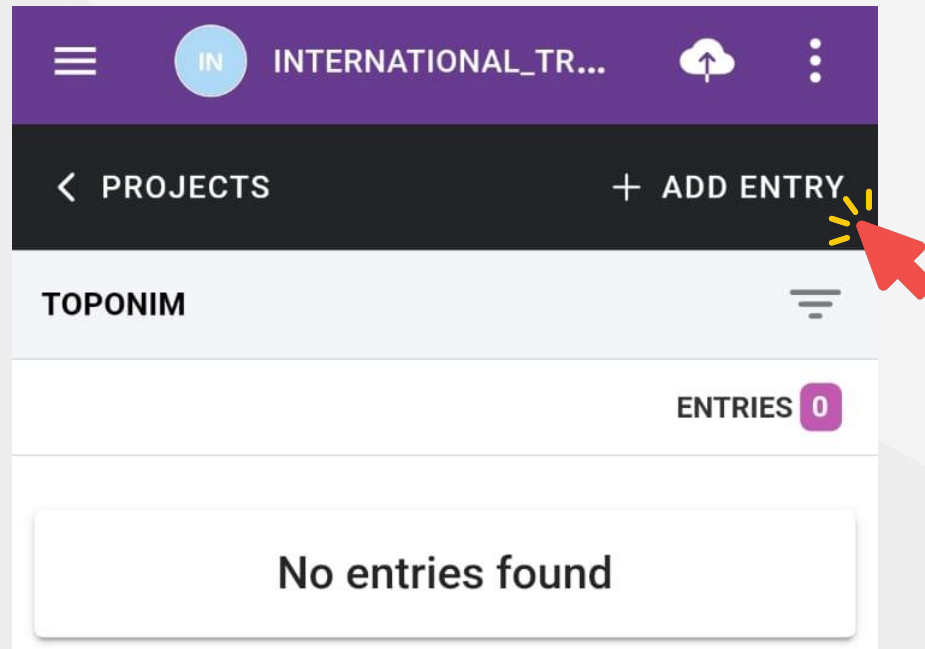 IN INTERNATIONAL_TR...
PROJECTS + ADD ENTRY
TOPONIM
ENTRIES 0
No entries found